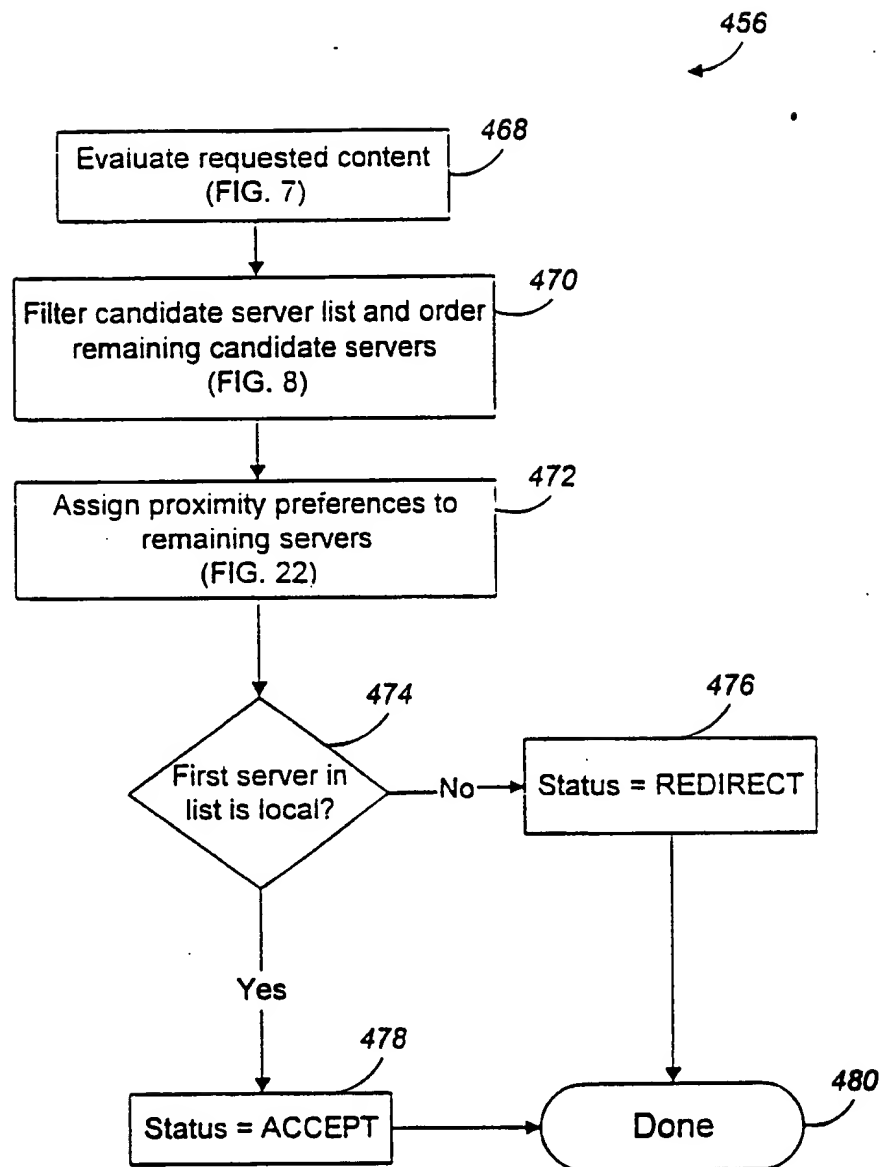 456
468
Evaluate requested content
(FIG. 7)
470
Filter candidate server list and order
remaining candidate servers
(FIG. 8)
472
Assign proximity preferences to
remaining servers
(FIG. 22)
474
First server in
list is local?
No
476
Status = REDIRECT
Yes
478
Status = ACCEPT
480
Done